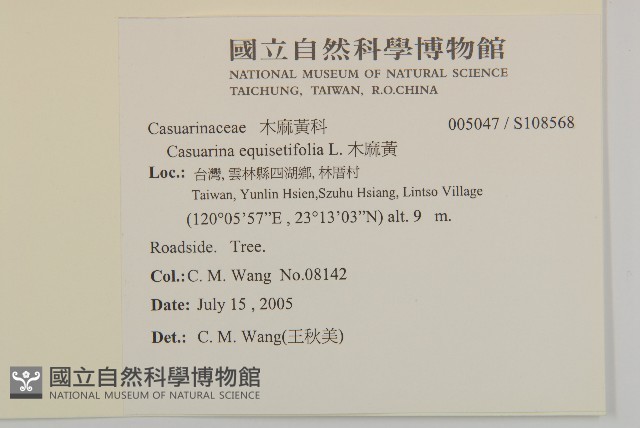 國立自然科學博物館
NATIONAL MUSEUM OF NATURAL SCIENCE
TAICHUNG, TAIWAN, R.O.CHINA
Casuarinaceae 木麻黃科 005047 / S108568
Casuarina equisetifolia L. 木麻黃
Loc.: 台灣, 雲林縣四湖鄉, 林厝村
Taiwan, Yunlin Hsien,Szuhu Hsiang, Lintso Village
(120°05'57”E , 23°13'03”N) alt. 9 m.
Roadside. Tree.
Col.: C. M. Wang No.08142
Date: July 15 , 2005
Det.: C. M. Wang(王秋美)
國立自然科學博物館
NATIONAL MUSEUM OF NATURAL SCIENCE